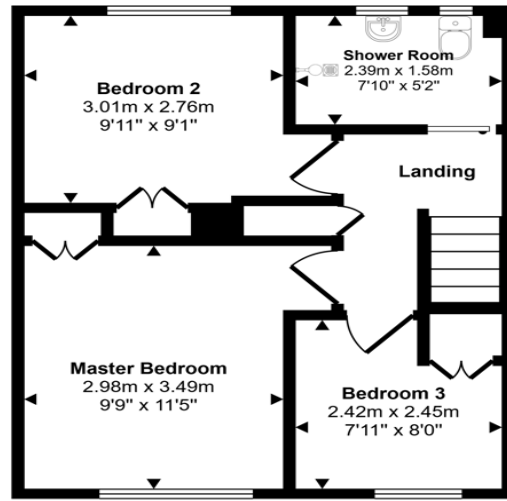 Bedroom 2
3.01m x 2.76m
9'11" x 9'1"
Shower Room
2.39m x 1.58m
7'10" x 5'2"
Landing
Master Bedroom
2.98m x 3.49m
9'9" x 11'5"
Bedroom 3
2.42m x 2.45m
7'11" x 8'0"